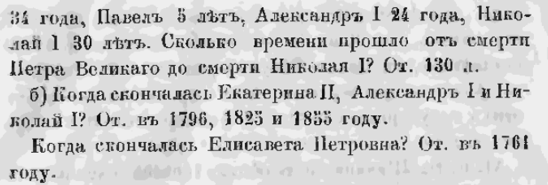 34 года, Павелъ 5 лѣтъ, Александръ I 24 года, Нико-
лай I 30 лѣтъ. Сколько времени прошло отъ смерти
Петра Великаго до смерти Николая I? От. 130 л.
б) Когда скончалась Екатерина II, Александръ I и Ни-
колай I? От. въ 1796, 1825 и 1855 году.
Когда скончалась Елисавета Петровна? От. въ 1761
году.